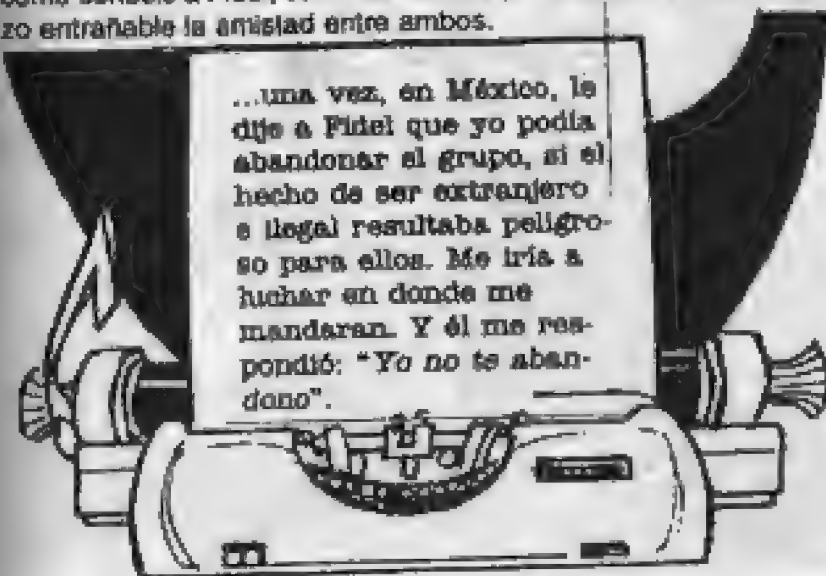 zo entrañable la amistad entre ambos.
...una vez, en México, le
dije a Fidel que yo podía
abandonar el grupo, si el
hecho de ser extranjero
e ilegal resultaba peligro-
so para ellos. Me iría a
luchar en donde me
mandaran. Y él me res-
pondió: "Yo no te aban-
dono".